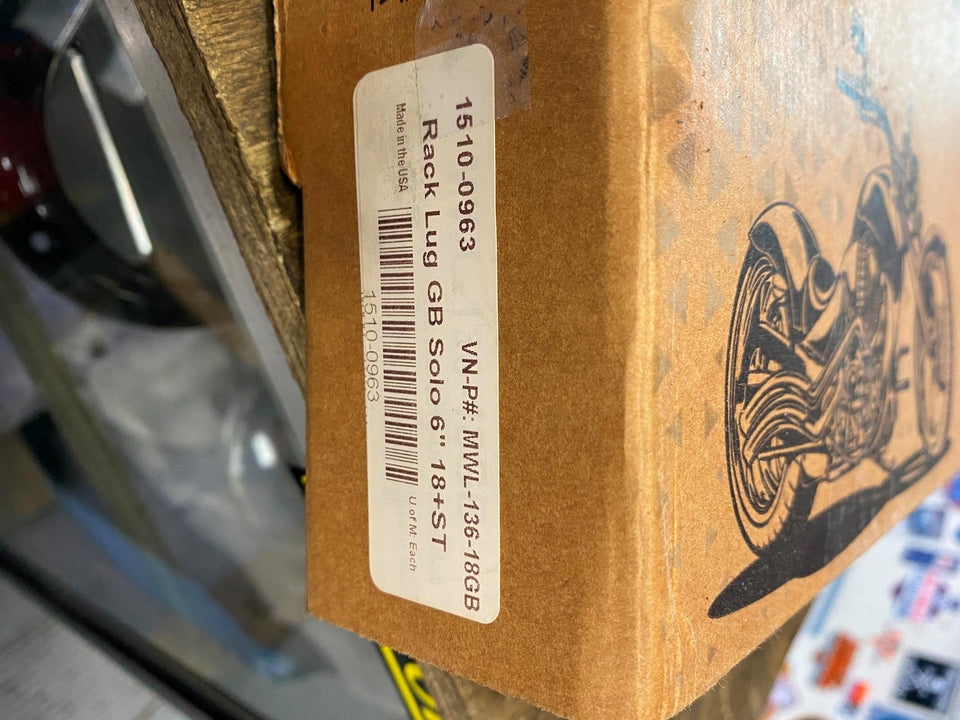 1510-0963 VN-P#: MWL-136-18GB
Rack Lug GB Solo 6" 18+ST
Made in the USA
U of M: Each
1510-0963